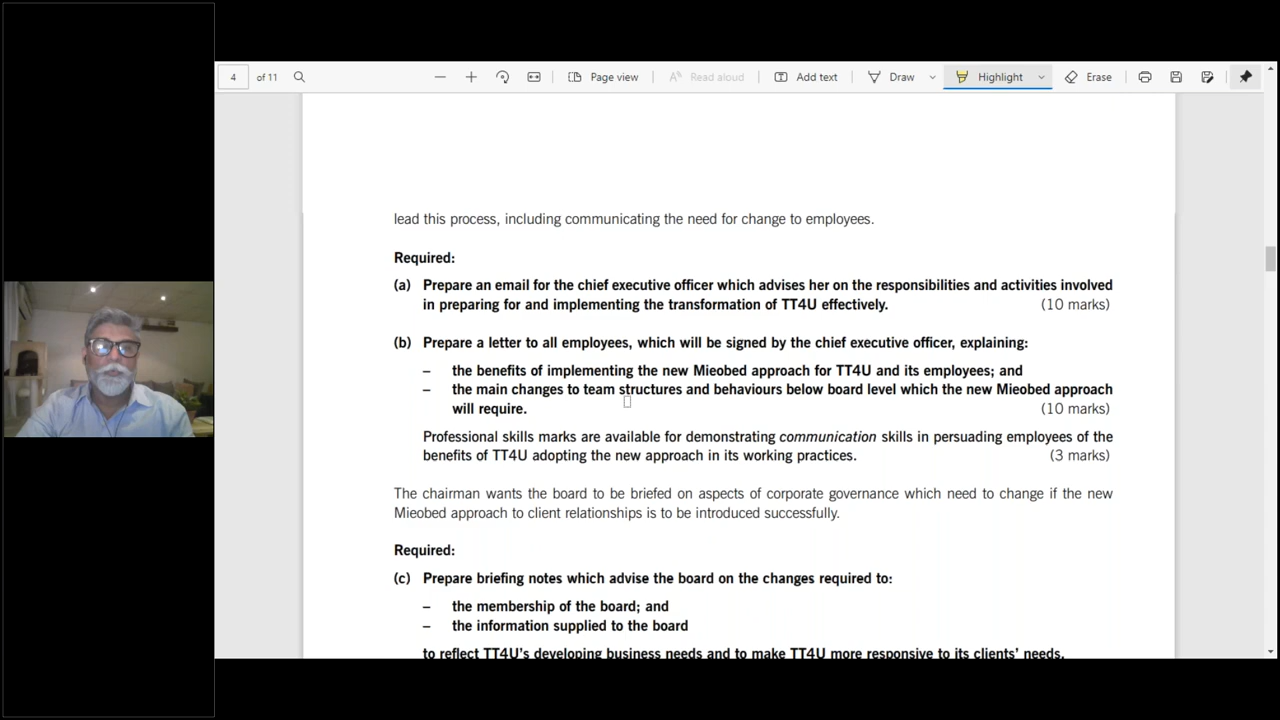 4 of 11
Page view
Read aloud
Add text
Draw
Highlight
Erase
lead this process, including communicating the need for change to employees.
Required:
(a) Prepare an email for the chief executive officer which advises her on the responsibilities and activities involved
in preparing for and implementing the transformation of TT4U effectively. (10 marks)
(b) Prepare a letter to all employees, which will be signed by the chief executive officer, explaining:
– the benefits of implementing the new Mieobed approach for TT4U and its employees; and
– the main changes to team structures and behaviours below board level which the new Mieobed approach
will require. (10 marks)
Professional skills marks are available for demonstrating communication skills in persuading employees of the
benefits of TT4U adopting the new approach in its working practices. (3 marks)
The chairman wants the board to be briefed on aspects of corporate governance which need to change if the new
Mieobed approach to client relationships is to be introduced successfully.
Required:
(c) Prepare briefing notes which advise the board on the changes required to:
– the membership of the board; and
– the information supplied to the board
to reflect TT4U's developing business needs and to make TT4U more responsive to its clients' needs.